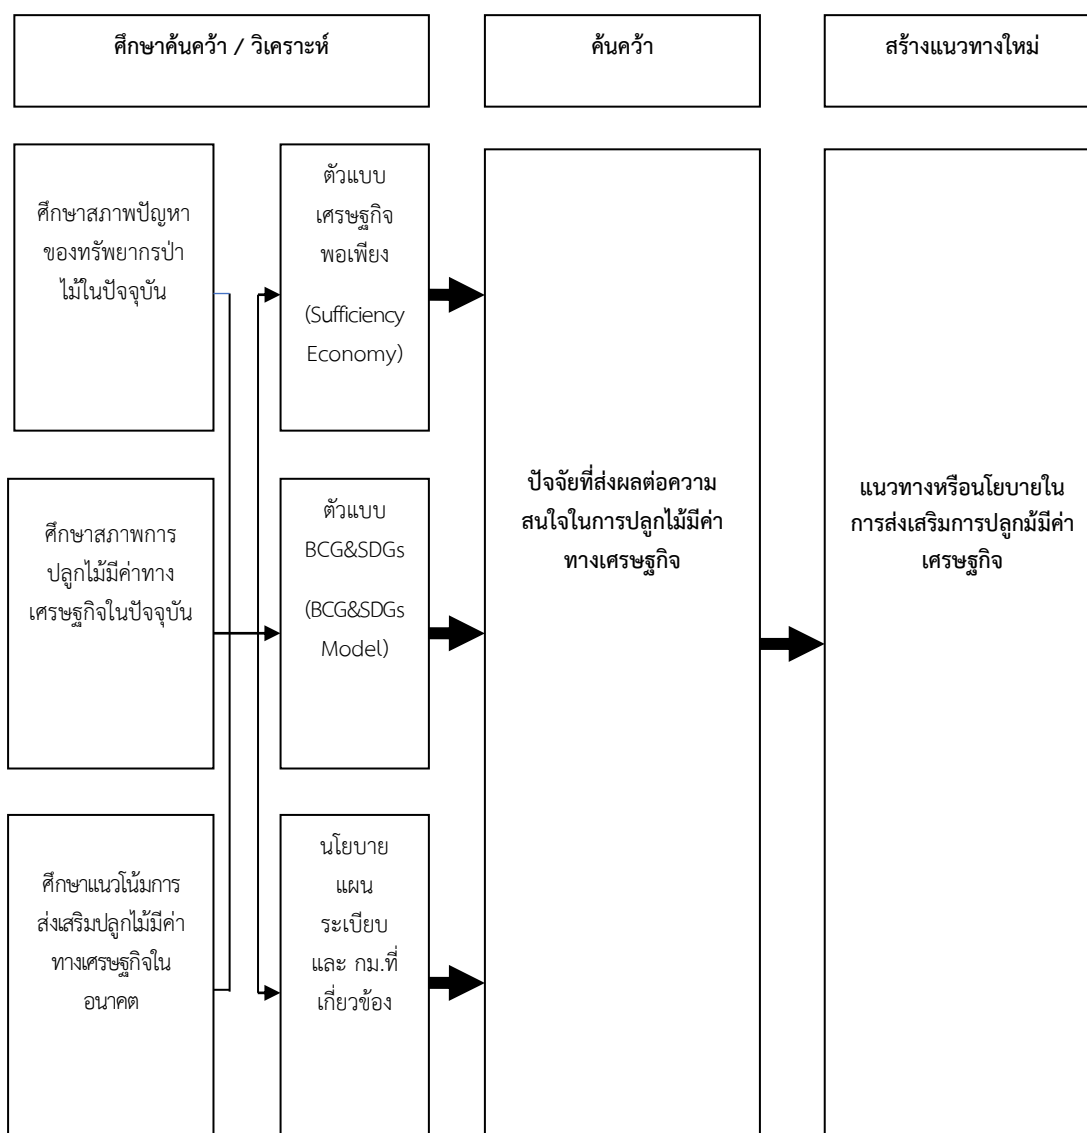 ศึกษาค้นคว้า / วิเคราะห์
ค้นคว้า
สร้างแนวทางใหม่
ศึกษาสภาพปัญหา
ของทรัพยากรป่า
ไม้ในปัจจุบัน
ตัวแบบ
เศรษฐกิจ
พอเพียง
(Sufficiency
Economy)
ศึกษาสภาพการ
ปลูกไม้มีค่าทาง
เศรษฐกิจในปัจจุบัน
ตัวแบบ
BCG&SDGs
(BCG&SDGs
Model)
ศึกษาแนวโน้มการ
ส่งเสริมปลูกไม้มีค่า
ทางเศรษฐกิจใน
อนาคต
นโยบาย
แผน
ระเบียบ
และ กม.ที่
เกี่ยวข้อง
ปัจจัยที่ส่งผลต่อความ
สนใจในการปลูกไม้มีค่า
ทางเศรษฐกิจ
แนวทางหรือนโยบายใน
การส่งเสริมการปลูกม้มีค่า
เศรษฐกิจ